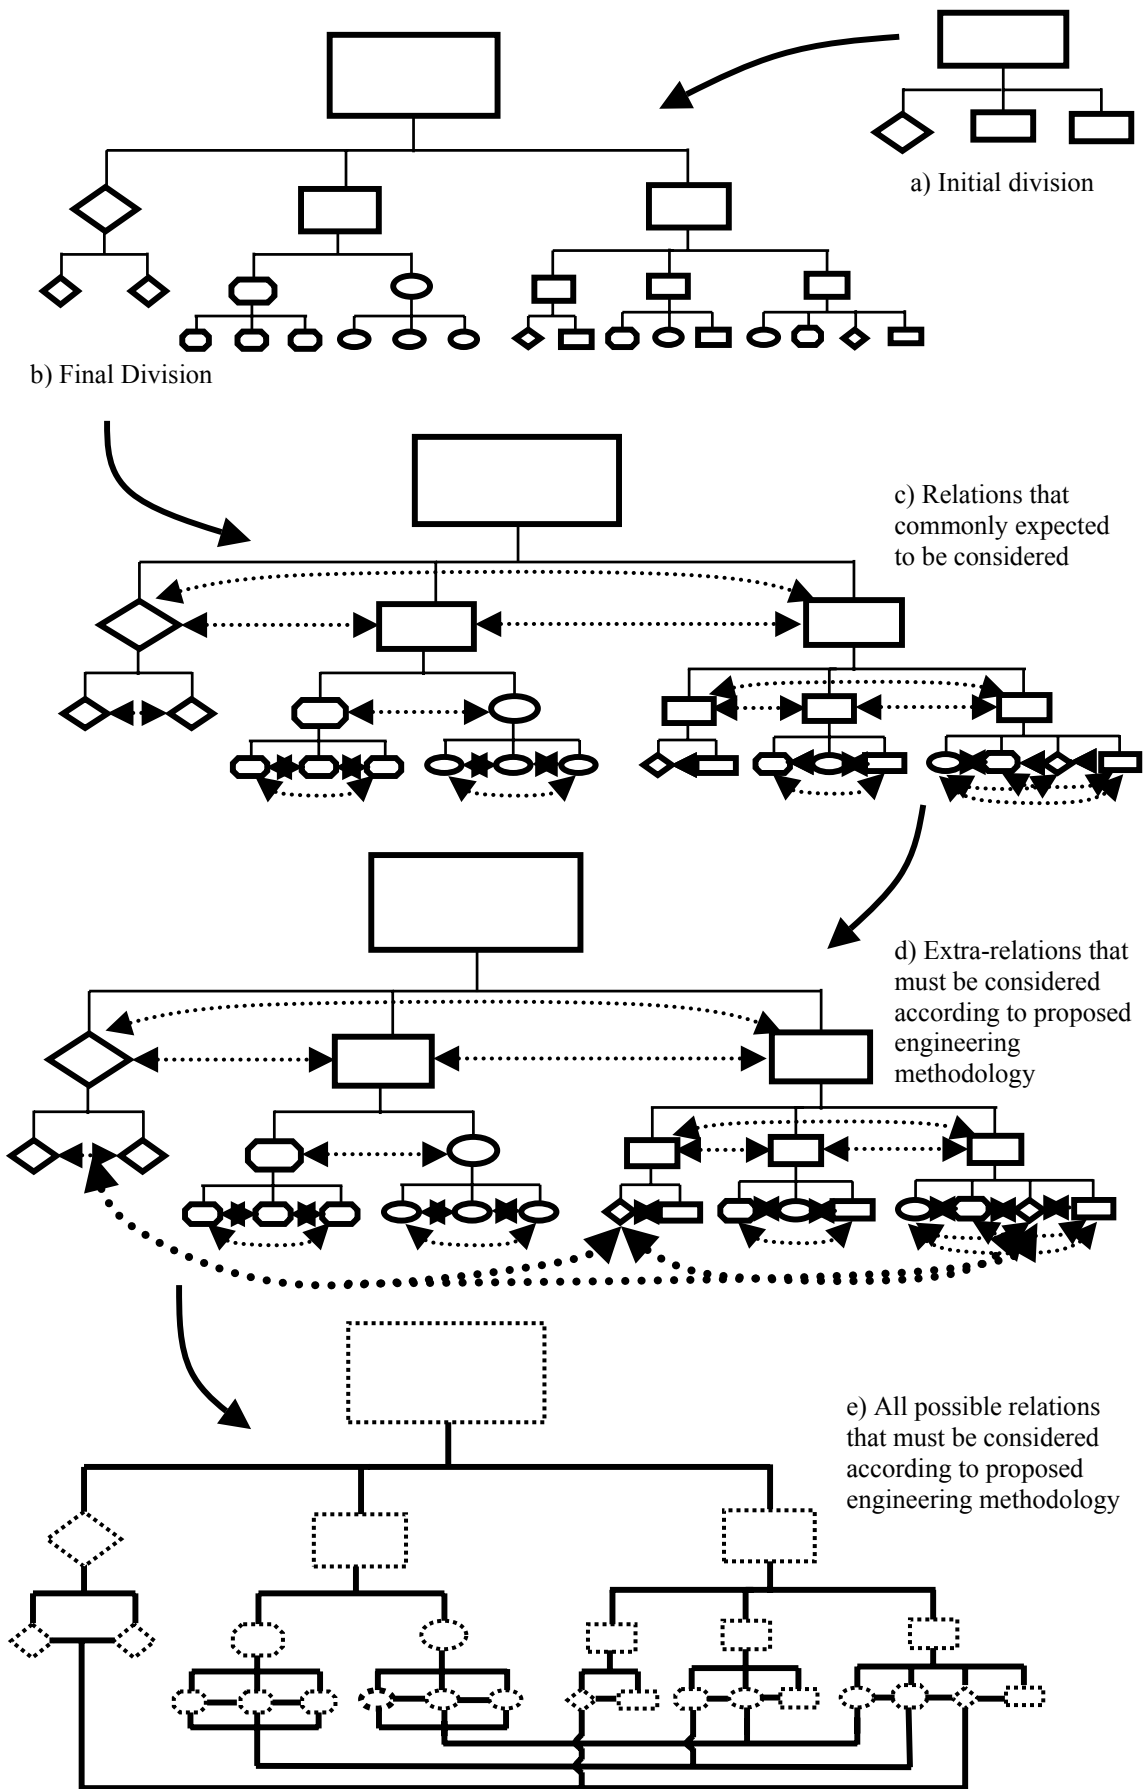 a) Initial division
b) Final Division
c) Relations that
commonly expected
to be considered
d) Extra-relations that
must be considered
according to proposed
engineering
methodology
e) All possible relations
that must be considered
according to proposed
engineering methodology